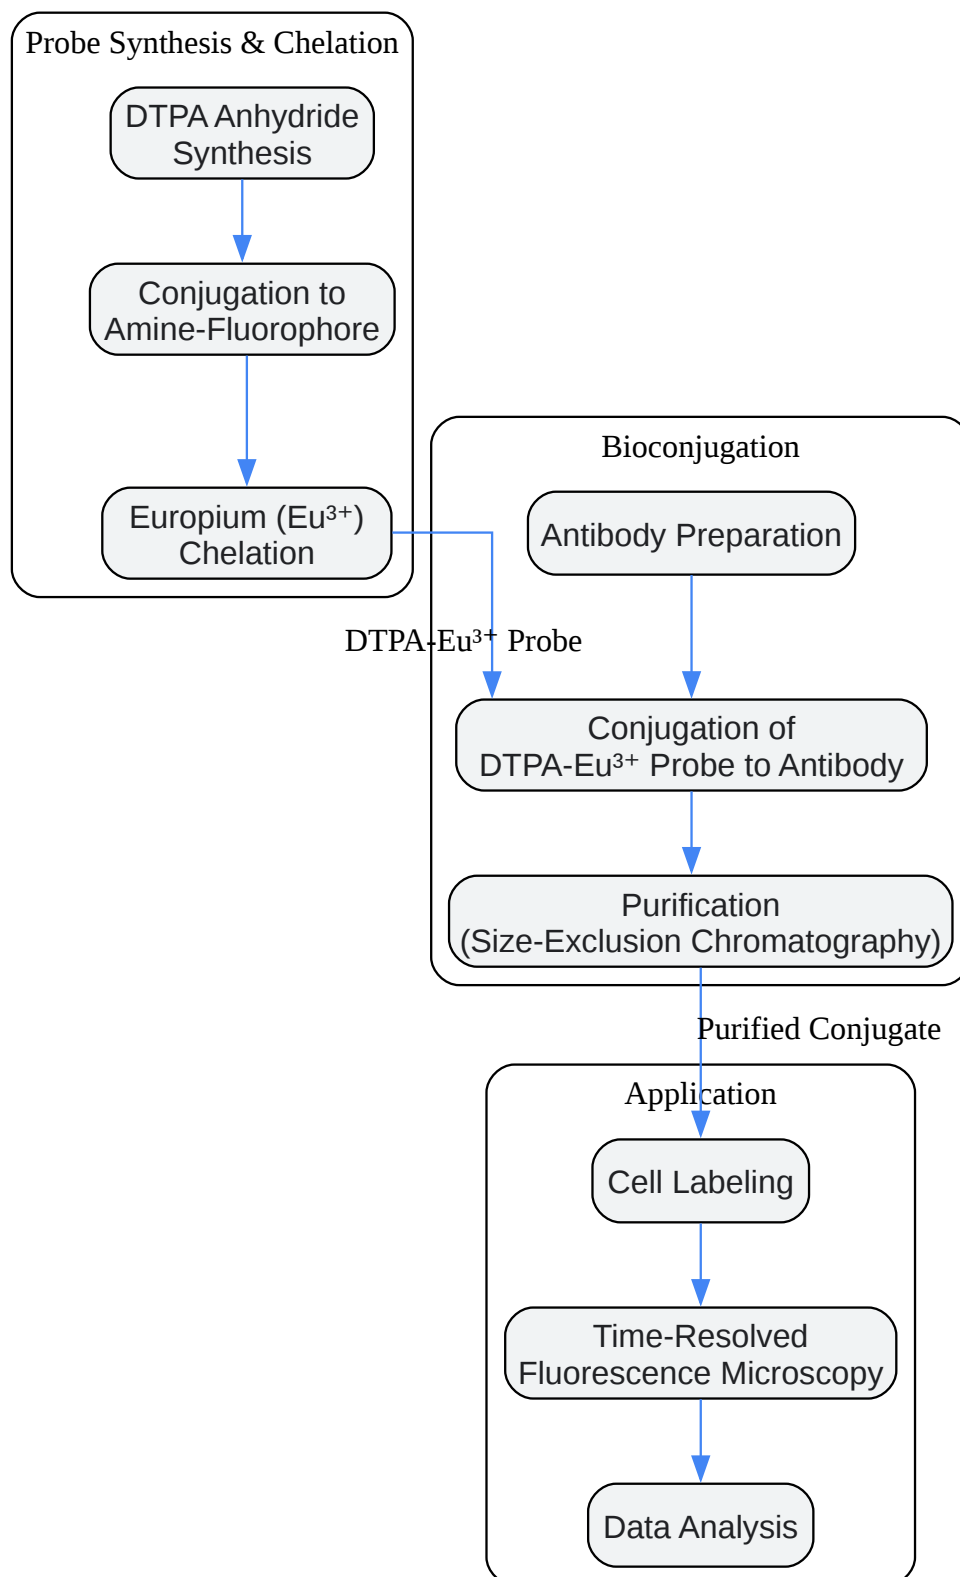 Probe Synthesis & Chelation
DTPA Anhydride
Synthesis
Conjugation to
Amine-Fluorophore
Europium (Eu³⁺)
Chelation
DTPA-Eu³⁺ Probe
Bioconjugation
Antibody Preparation
Conjugation of
DTPA-Eu³⁺ Probe to Antibody
Purification
(Size-Exclusion Chromatography)
Purified Conjugate
Application
Cell Labeling
Time-Resolved
Fluorescence Microscopy
Data Analysis